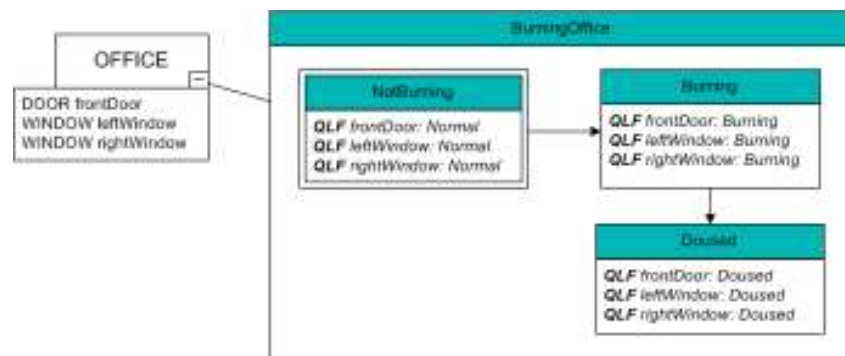 BurningOffice
OFFICE
DOOR frontDoor
WINDOW leftWindow
WINDOW rightWindow
NotBurning
QLF frontDoor: Normal
QLF leftWindow: Normal
QLF rightWindow: Normal
Burning
QLF frontDoor: Burning
QLF leftWindow: Burning
QLF rightWindow: Burning
Doused
QLF frontDoor: Doused
QLF leftWindow: Doused
QLF rightWindow: Doused